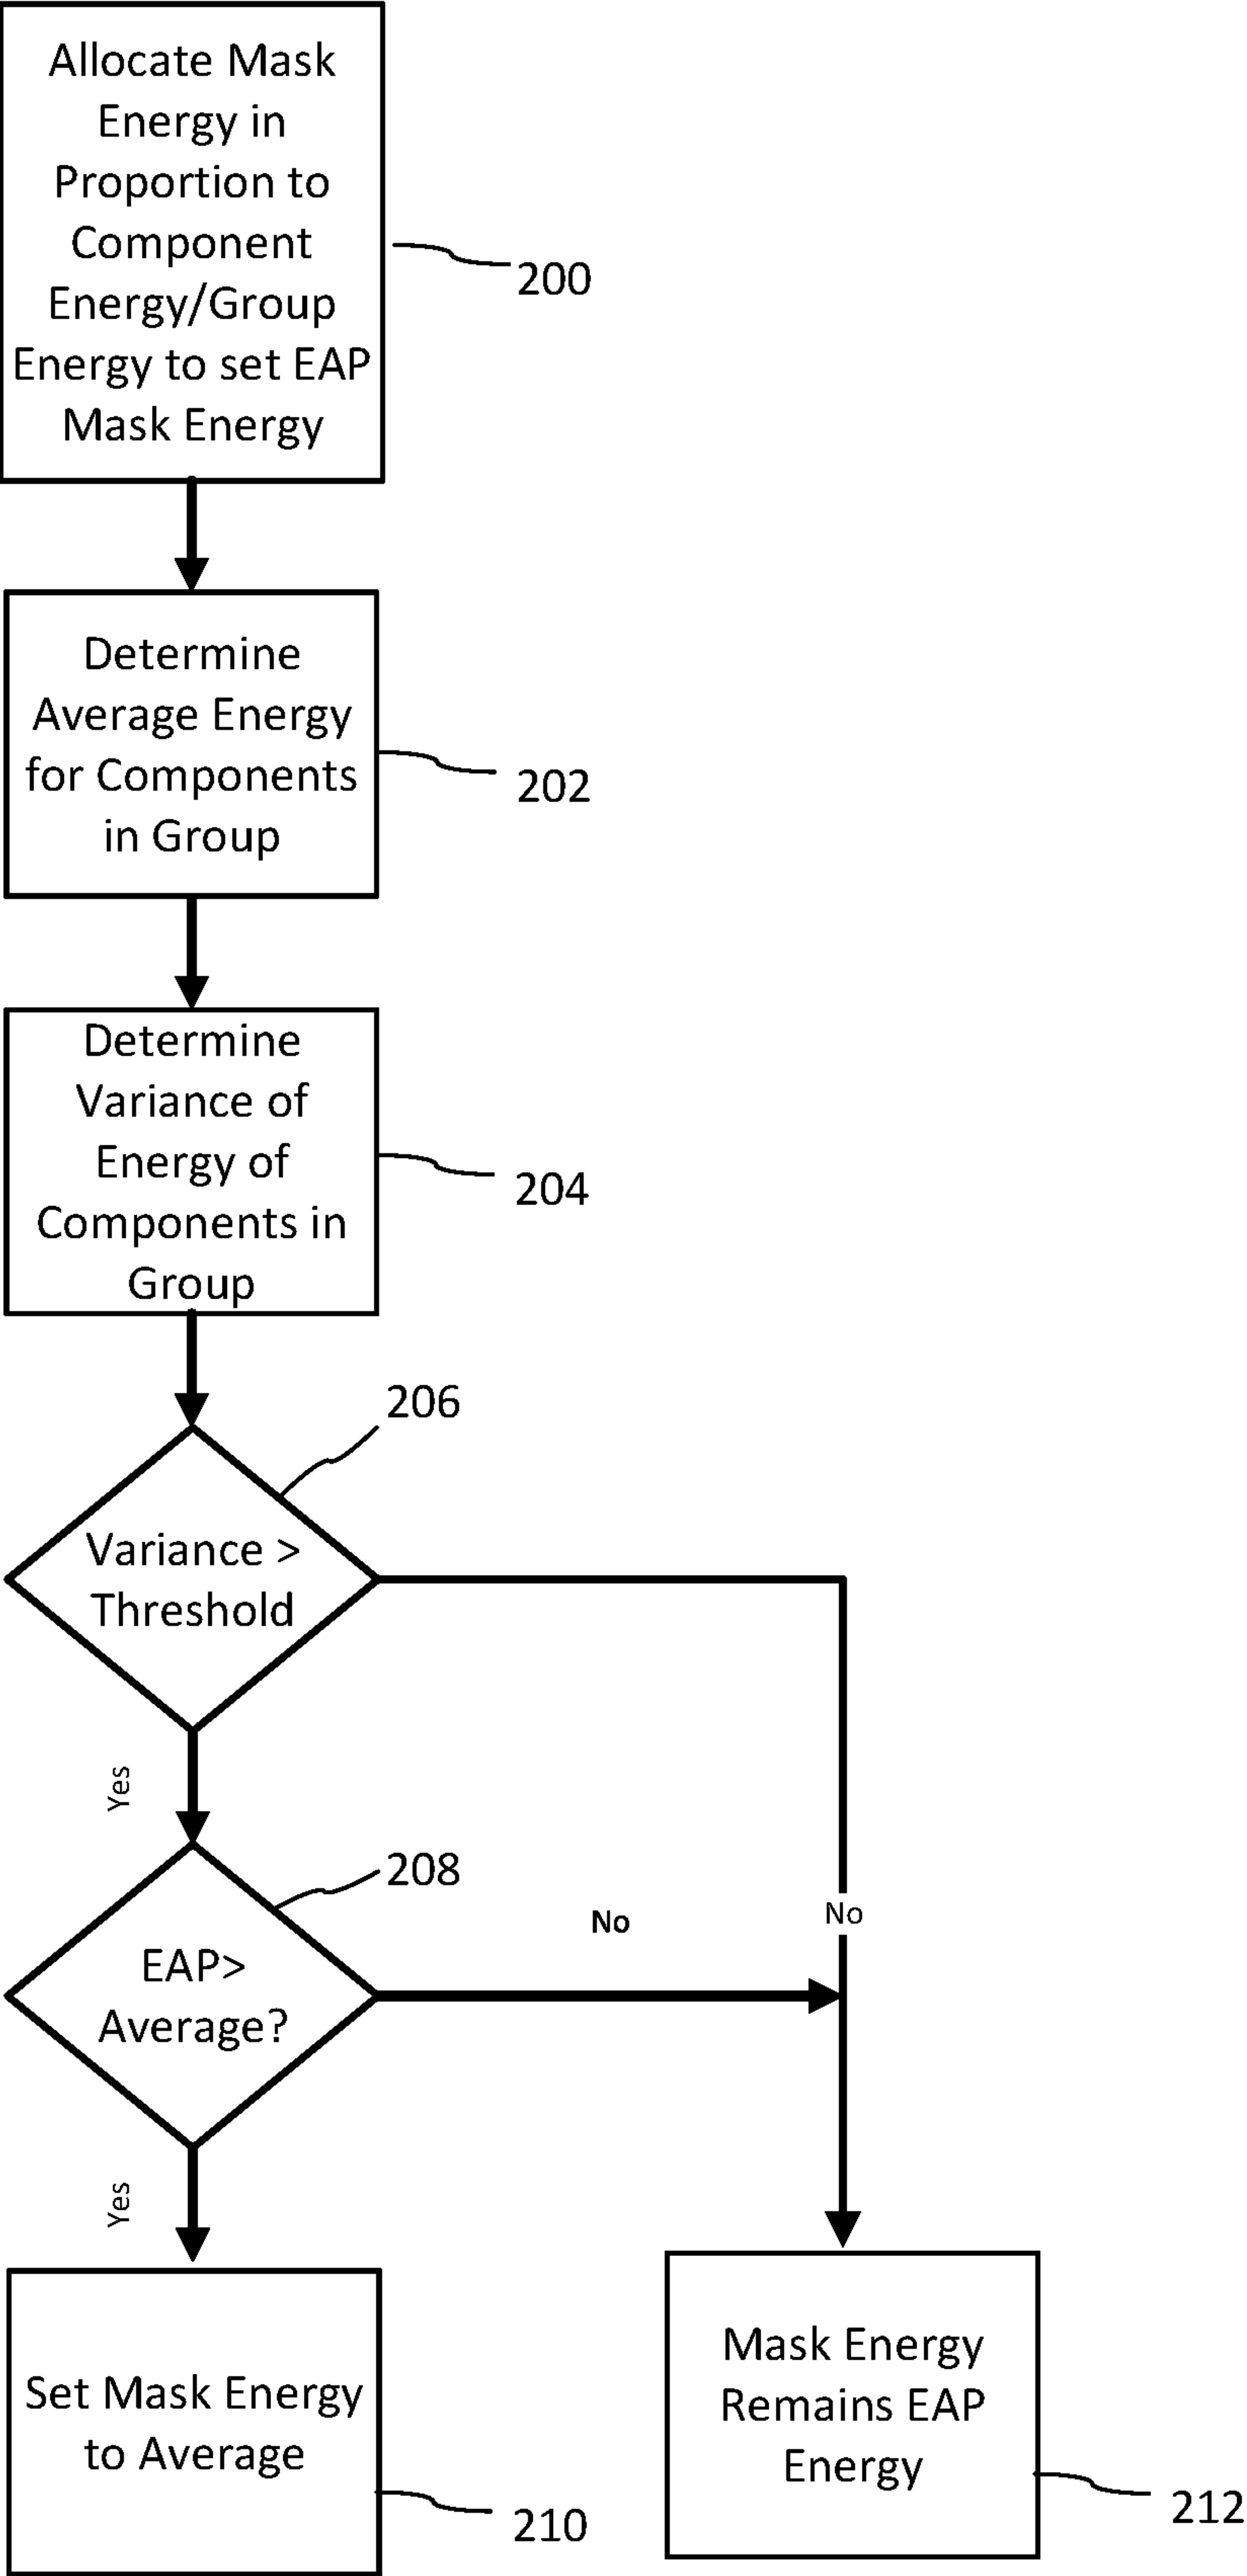 Allocate Mask
Energy in
Proportion to
Component
Energy/Group
Energy to set EAP
Mask Energy
200
Determine
Average Energy
for Components
in Group
202
Determine
Variance of
Energy of
Components in
Group
204
206
Variance >
Threshold
Yes
208
No
No
EAP>
Average?
Yes
Set Mask Energy
to Average
210
Mask Energy
Remains EAP
Energy
212